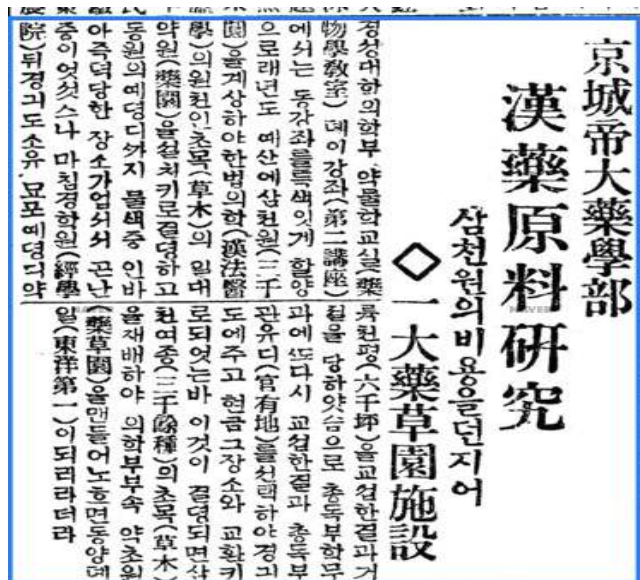 京城帝大藥學部
漢藥原料硏究
삼천원의비용을던지어
◇一大藥草園施設
경성대학의학부 약물학교실(藥
物學敎室) 뎨이강좌(第二講座)
에서는 동강좌를특색잇게 할양
으로래년도 예산에삼천원(三千
圓)을계상하야한법의학(漢法醫
學)의원천인초목(草木)의 일대
약원(藥園)을설치키로결뎡하고
동원의예뎡디까지 물색중 인바
아즉뎍당한 장소가업서서 곤난
중이엇섯스나 마침경학원(經學
院)뒤경긔도소유 묘포예뎡디약
륙천평(六千坪)을교섭한결과거
절을 당하얏슴으로 총독부학무
과에또다시 교섭한결과 총독부
관유디(官有地)를선택하야경긔
도에주고 현금그장소와 교환키
로되엿는바 이것이 결뎡되면삼
천여종(三千餘種)의초목(草木)
을재배하야 의학부부속 약초원
(藥草園)을맨들어노흐면동양뎨
일(東洋第一)이되리라더라